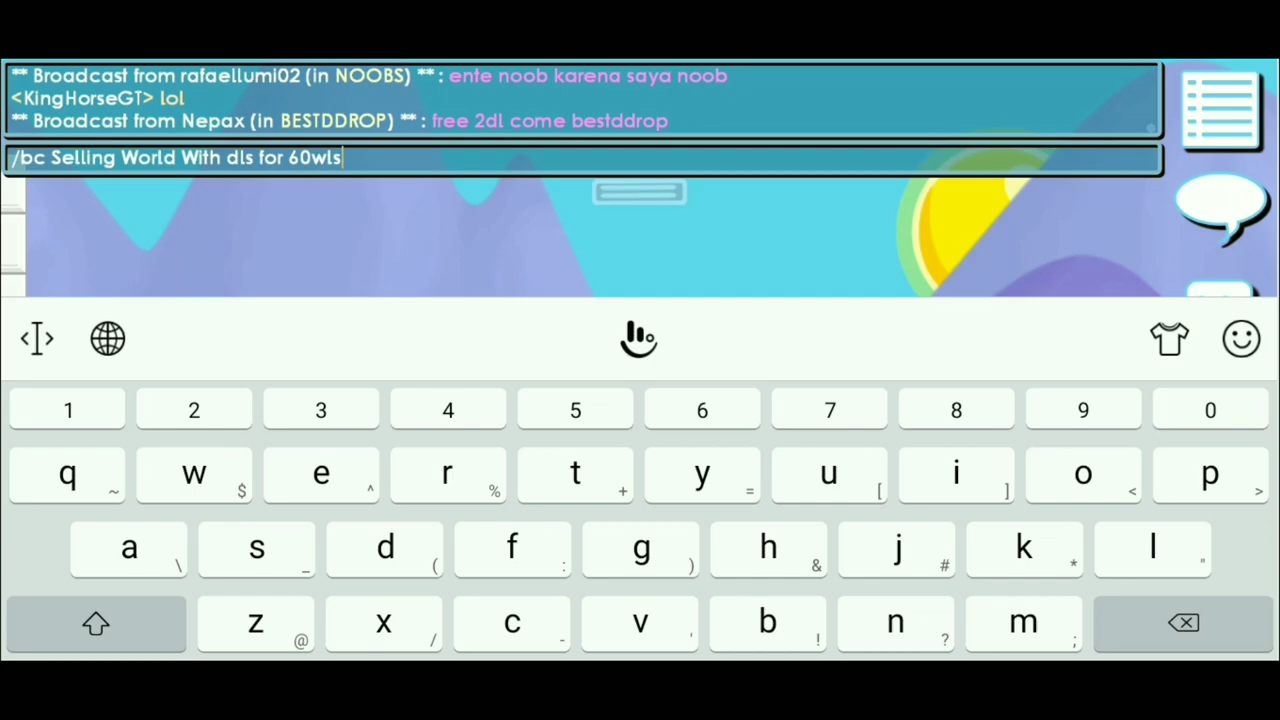 ** Broadcast from rafaellumi02 (in NOOBS) ** : ente noob karena saya noob
<KingHorseGT> lol
** Broadcast from Nepax (in BESTDDROP) ** : free 2dl come bestddrop
/bc Selling World With dls for 60wls
1 2 3 4 5 6 7 8 9 0
q ~ w $ e ^ r % t + y = u [ i ] o < p >
a \ s _ d ( f : g ) h & j # k * l "
z @ x / c - v ' b ! n ? m ;